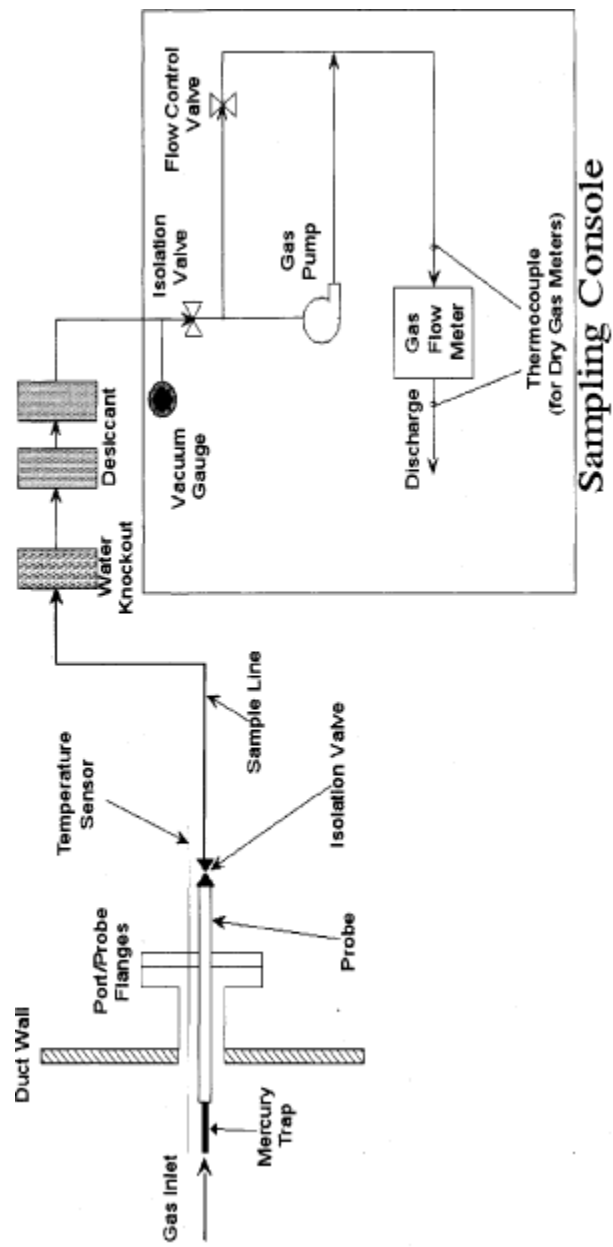 Gas Inlet
Mercury
Trap
Duct Wall
Port/Probe
Flanges
Probe
Temperature
Sensor
Isolation Valve
Sample Line
Water
Knockout
Desiccant
Vacuum
Gauge
Isolation
Valve
Flow Control
Valve
Gas
Pump
Gas
Flow
Meter
Discharge
Thermocouple
(for Dry Gas Meters)
Sampling Console